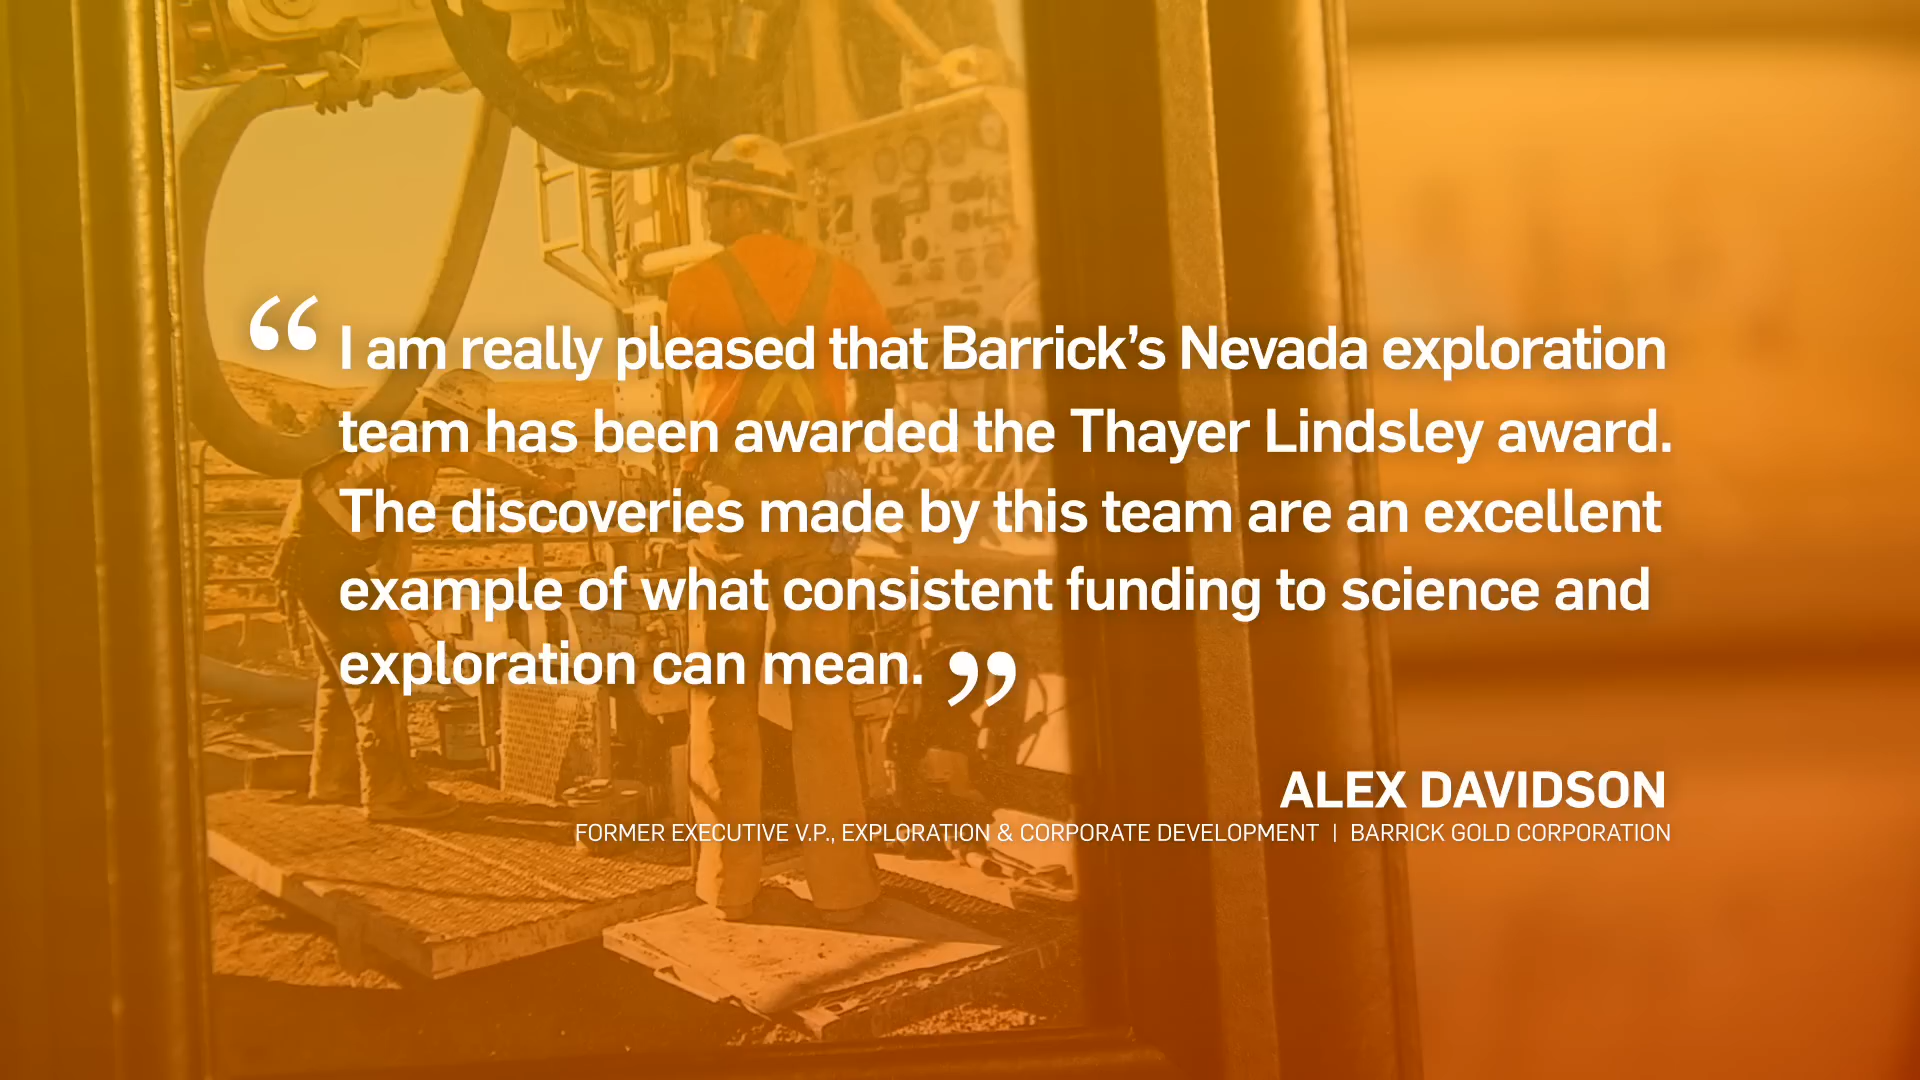 “ I am really pleased that Barrick’s Nevada exploration
team has been awarded the Thayer Lindsley award.
The discoveries made by this team are an excellent
example of what consistent funding to science and
exploration can mean. ”
ALEX DAVIDSON
FORMER EXECUTIVE V.P., EXPLORATION & CORPORATE DEVELOPMENT | BARRICK GOLD CORPORATION